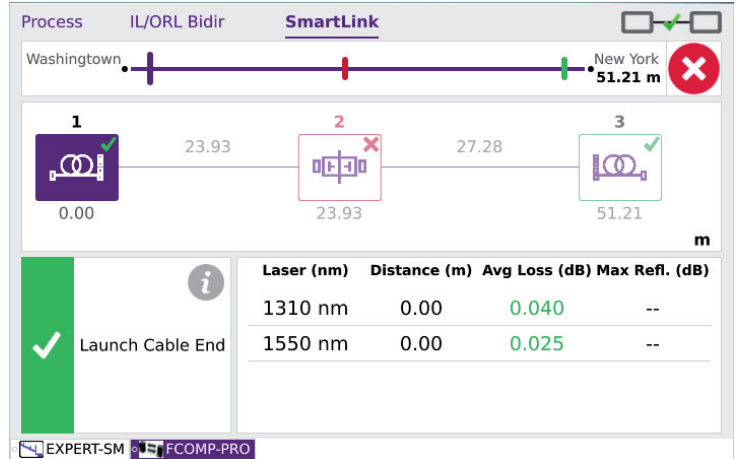 Process IL/ORL Bidir SmartLink
Washingtown New York
51.21 m
1 2 3
23.93 27.28
0.00 23.93 51.21
m
Laser (nm) Distance (m) Avg Loss (dB) Max Refl. (dB)
1310 nm 0.00 0.040 --
Launch Cable End 1550 nm 0.00 0.025 --
EXPERT-SM FCOMP-PRO